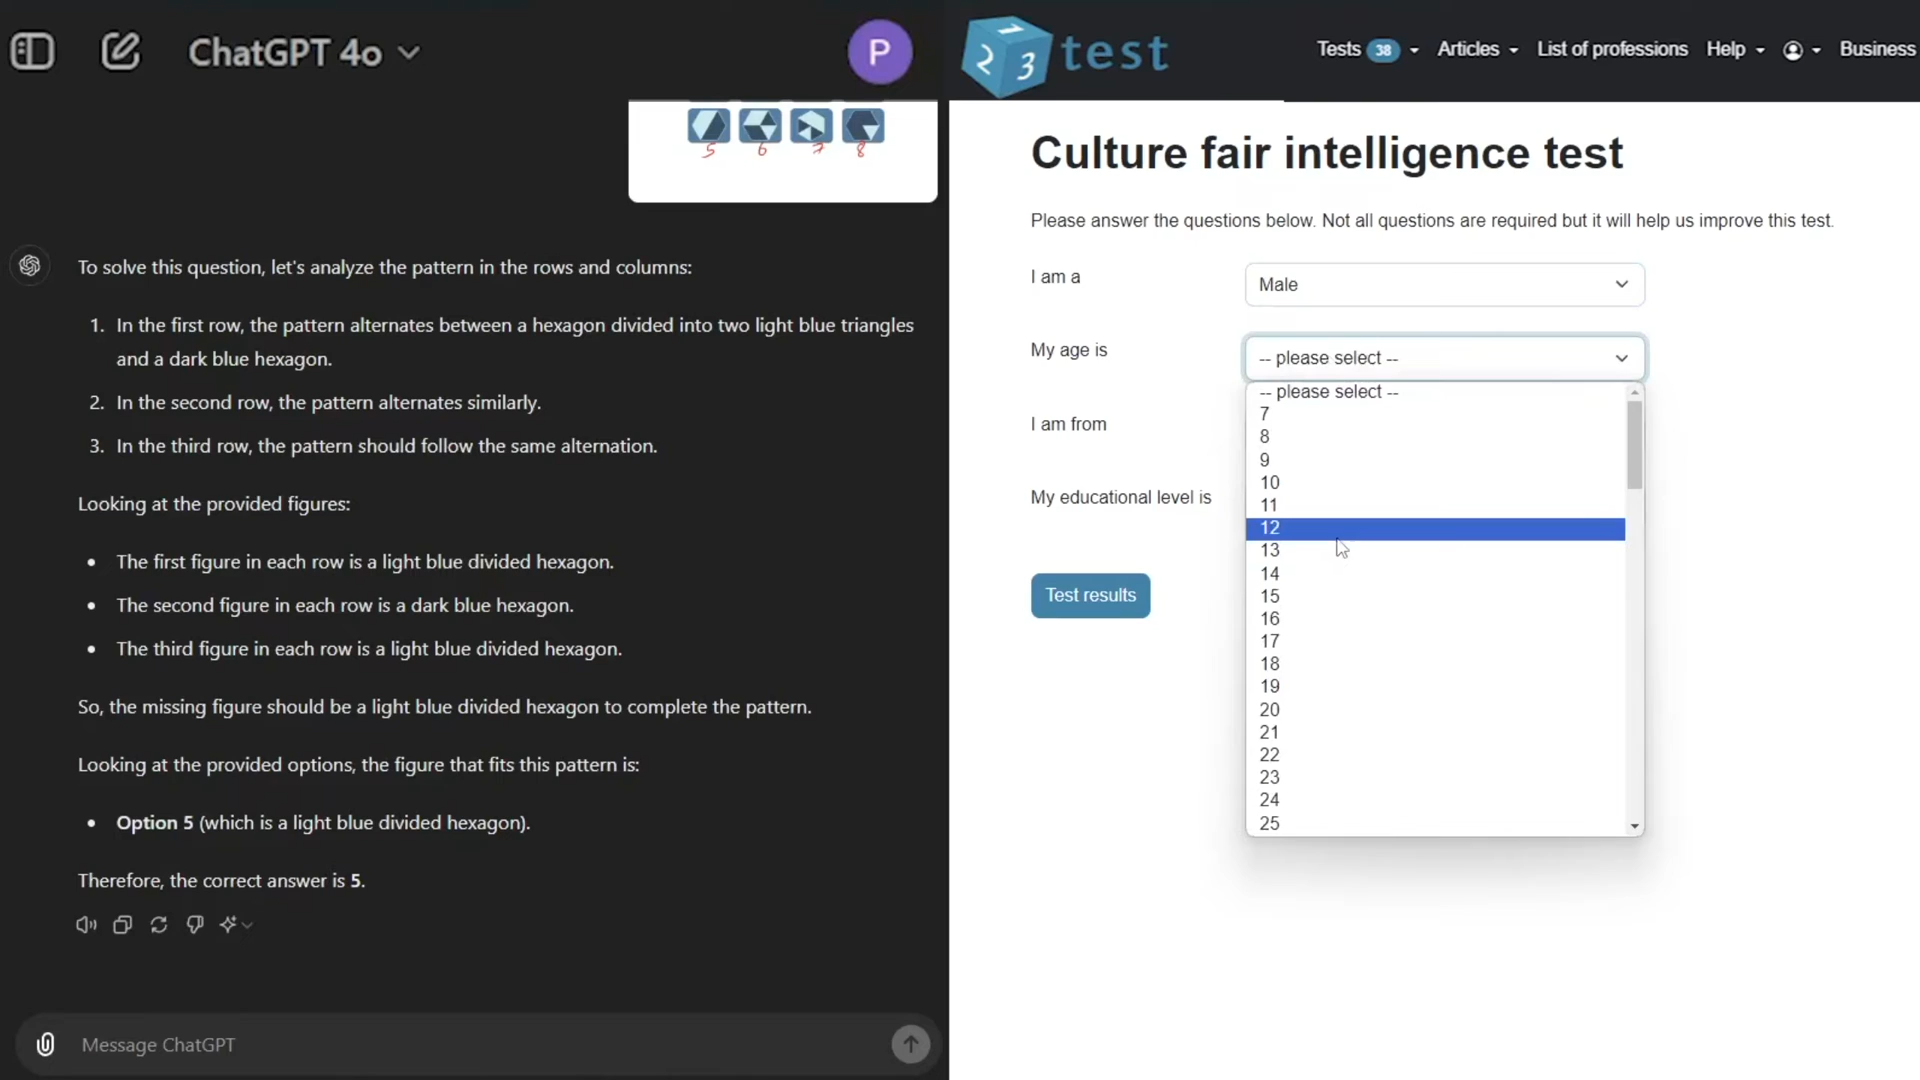 ChatGPT 4o
P
5 6 7 8
To solve this question, let's analyze the pattern in the rows and columns:
1. In the first row, the pattern alternates between a hexagon divided into two light blue triangles
and a dark blue hexagon.
2. In the second row, the pattern alternates similarly.
3. In the third row, the pattern should follow the same alternation.
Looking at the provided figures:
• The first figure in each row is a light blue divided hexagon.
• The second figure in each row is a dark blue hexagon.
• The third figure in each row is a light blue divided hexagon.
So, the missing figure should be a light blue divided hexagon to complete the pattern.
Looking at the provided options, the figure that fits this pattern is:
• Option 5 (which is a light blue divided hexagon).
Therefore, the correct answer is 5.
Message ChatGPT
123 test
Tests 38 Articles List of professions Help Business
Culture fair intelligence test
Please answer the questions below. Not all questions are required but it will help us improve this test.
I am a Male
My age is -- please select --
-- please select --
7
8
I am from
9
10
My educational level is
11
12
13
14
Test results
15
16
17
18
19
20
21
22
23
24
25